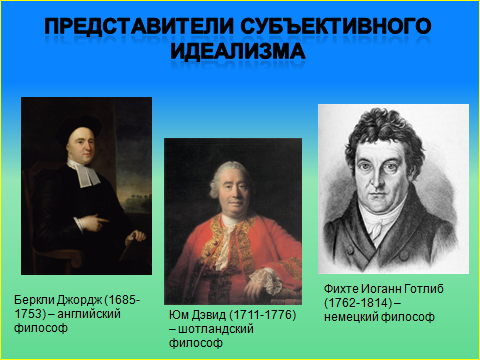 ПРЕДСТАВИТЕЛИ СУБЪЕКТИВНОГО
ИДЕАЛИЗМА
Беркли Джордж (1685-
1753) – английский
философ
Юм Дэвид (1711-1776)
– шотландский
философ
Фихте Иоганн Готлиб
(1762-1814) –
немецкий философ